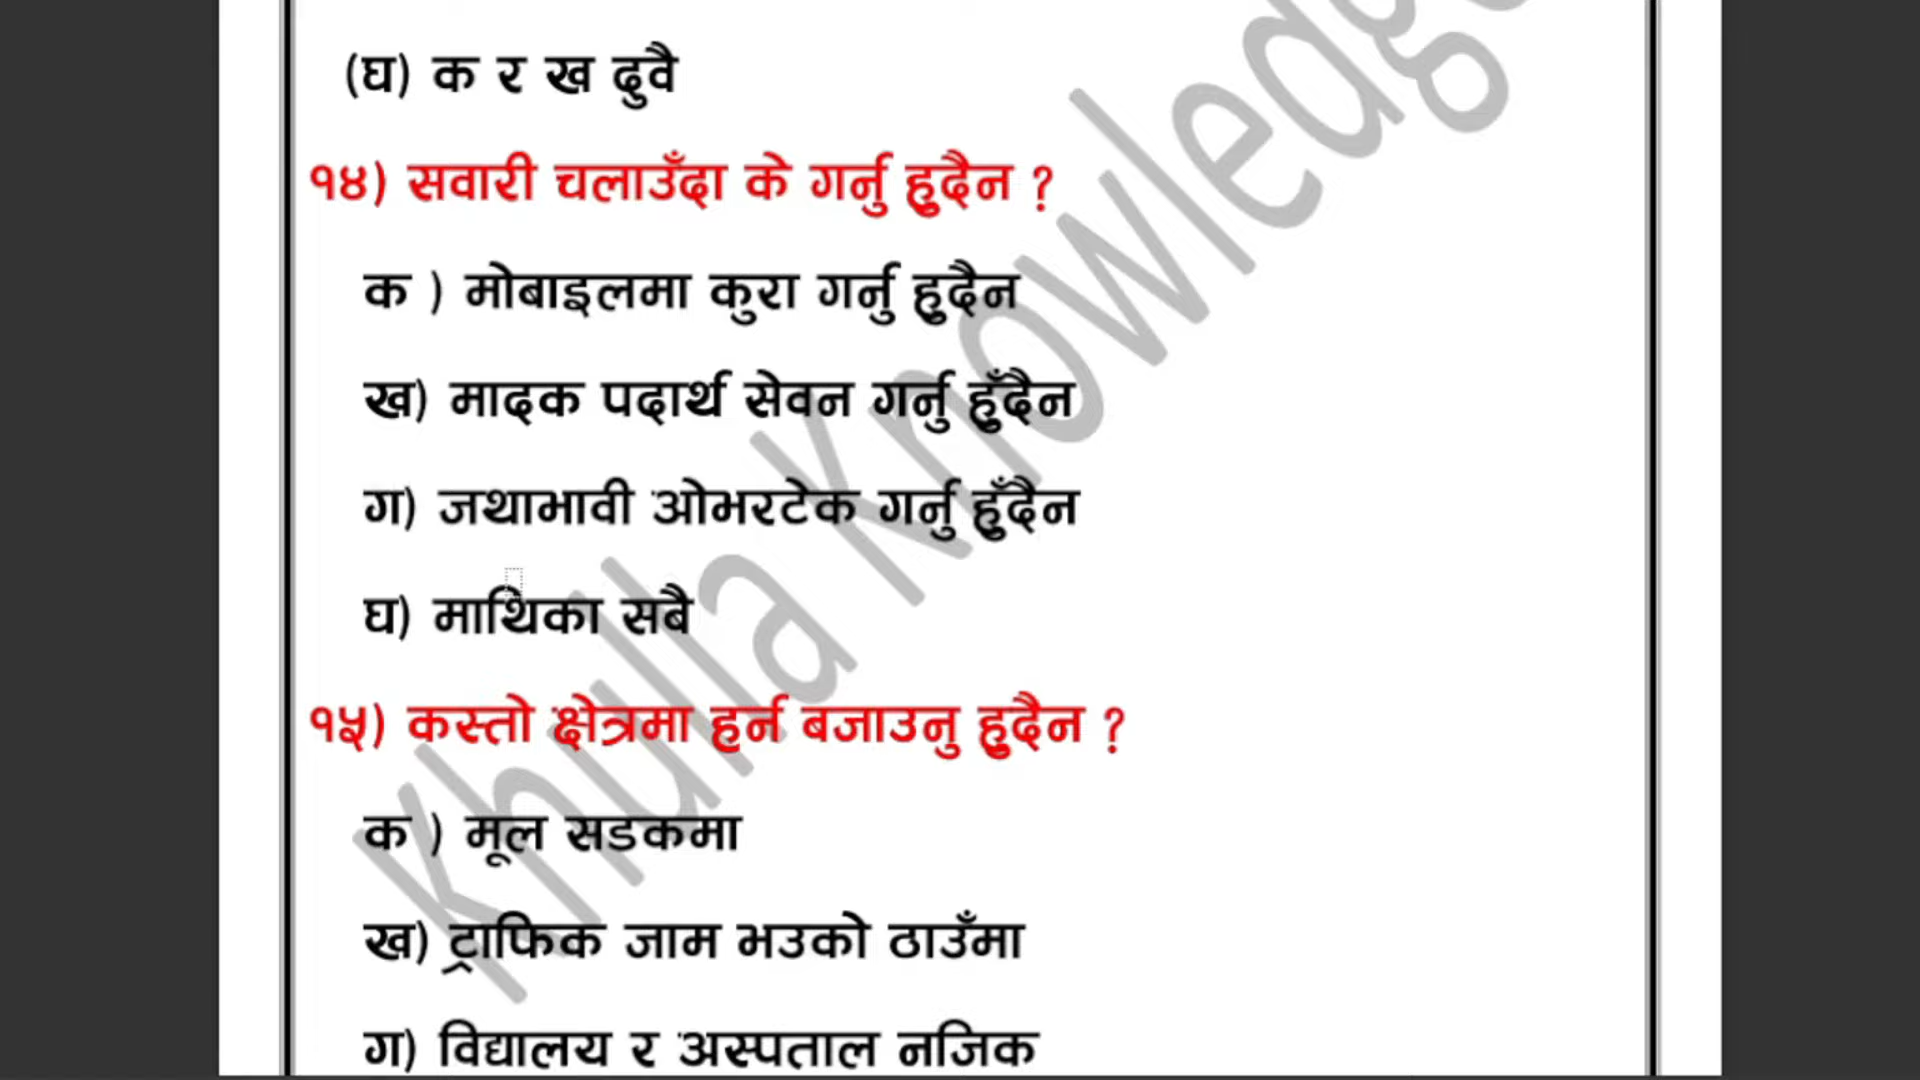 (घ) क र ख दुवै
१४) सवारी चलाउँदा के गर्नु हुदैन ?
क ) मोबाइलमा कुरा गर्नु हुदैन
ख) मादक पदार्थ सेवन गर्नु हुँदैन
ग) जथाभावी ओभरटेक गर्नु हुँदैन
घ) माथिका सबै
१५) कस्तो क्षेत्रमा हर्न बजाउनु हुदैन ?
क ) मूल सडकमा
ख) ट्राफिक जाम भउको ठाउँमा
ग) विद्यालय र अस्पताल नजिक
Khulla Knowledge